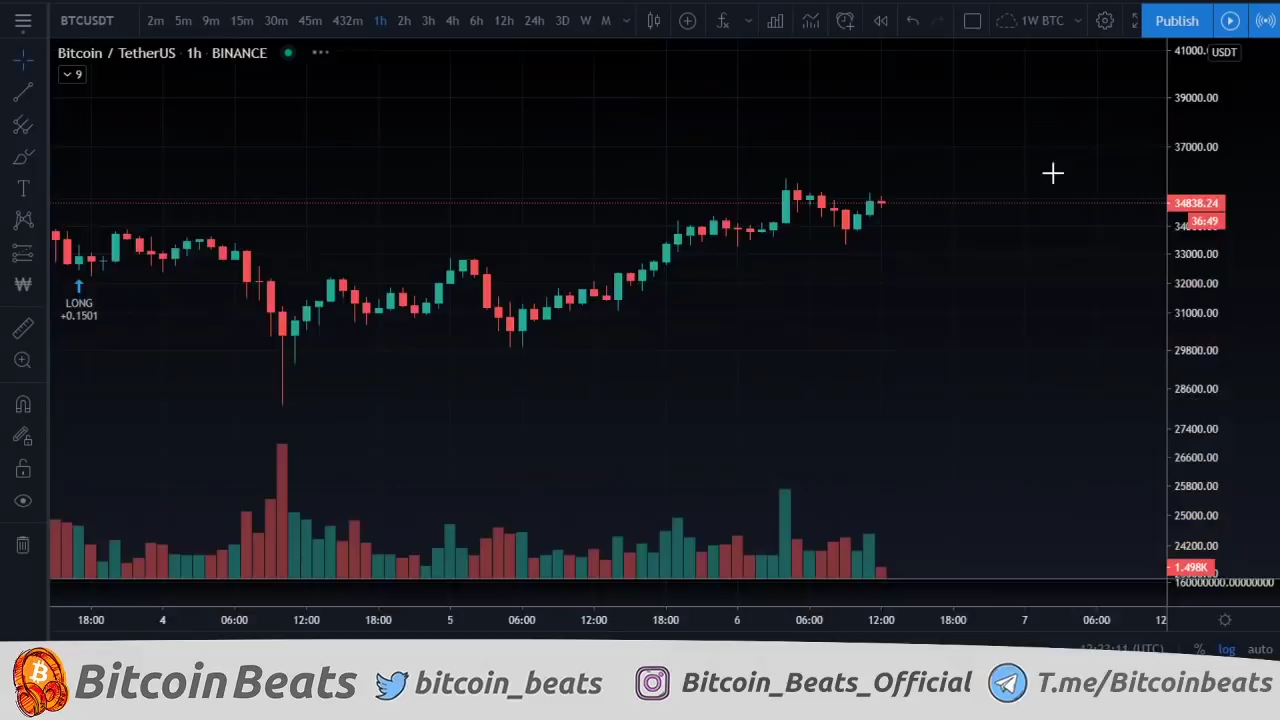 BTCUSDT 2m 5m 9m 15m 30m 45m 432m 1h 2h 3h 4h 6h 12h 24h 3D W M 1W BTC Publish
Bitcoin / TetherUS · 1h · BINANCE
9
USDT
41000.
39000.00
37000.00
34838.24
36:49
33000.00
32000.00
31000.00
29800.00
28600.00
27400.00
26600.00
25800.00
25000.00
24200.00
1.498K
16000000.00000000
LONG
+0.1501
18:00 4 06:00 12:00 18:00 5 06:00 12:00 18:00 6 06:00 12:00 18:00 7 06:00 12
(UTC) % log auto
Bitcoin Beats bitcoin_beats Bitcoin_Beats_Official T.me/Bitcoinbeats